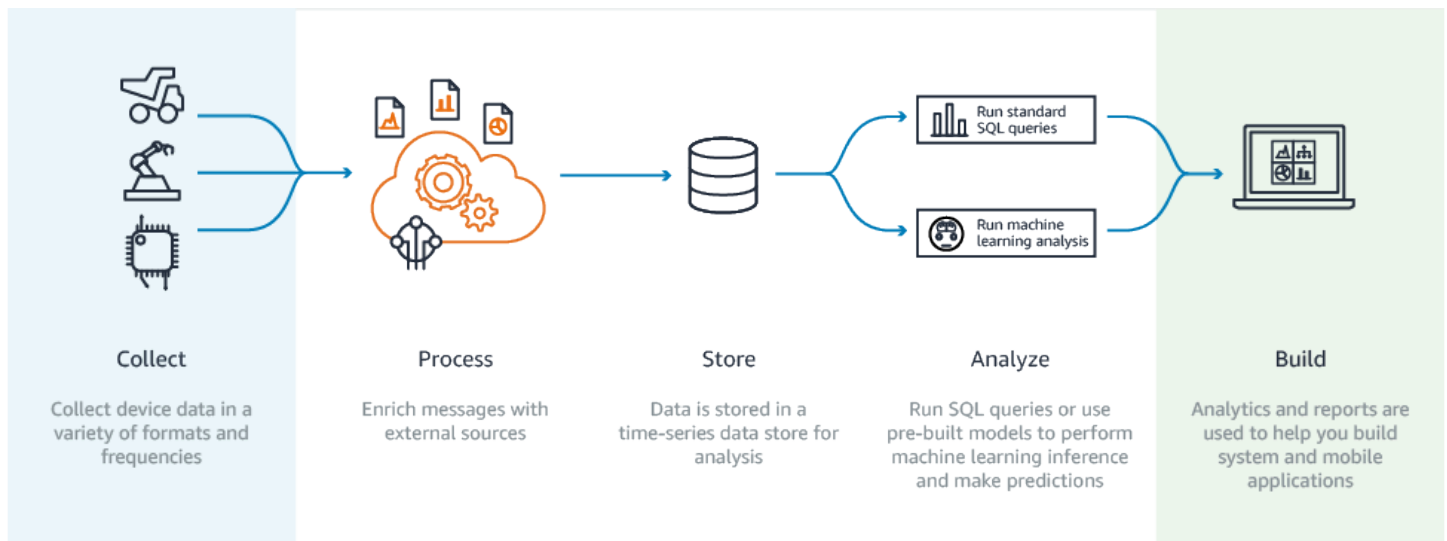 Run standard
SQL queries
Run machine
learning analysis
Collect
Collect device data in a
variety of formats and
frequencies
Process
Enrich messages with
external sources
Store
Data is stored in a
time-series data store for
analysis
Analyze
Run SQL queries or use
pre-built models to perform
machine learning inference
and make predictions
Build
Analytics and reports are
used to help you build
system and mobile
applications